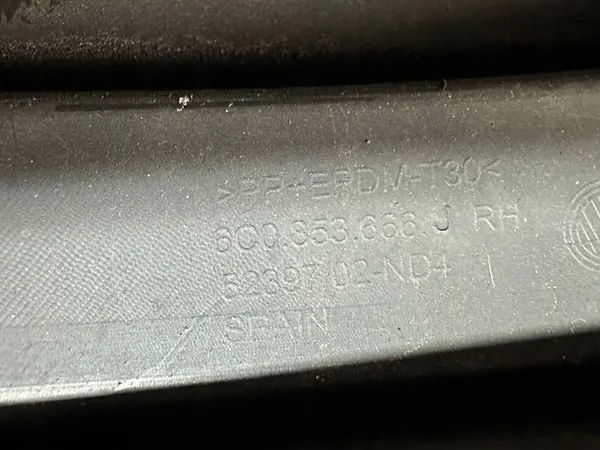 >PP+EPDM-T30<
6C0.853.666.J RH
52397/02-ND4
SPAIN